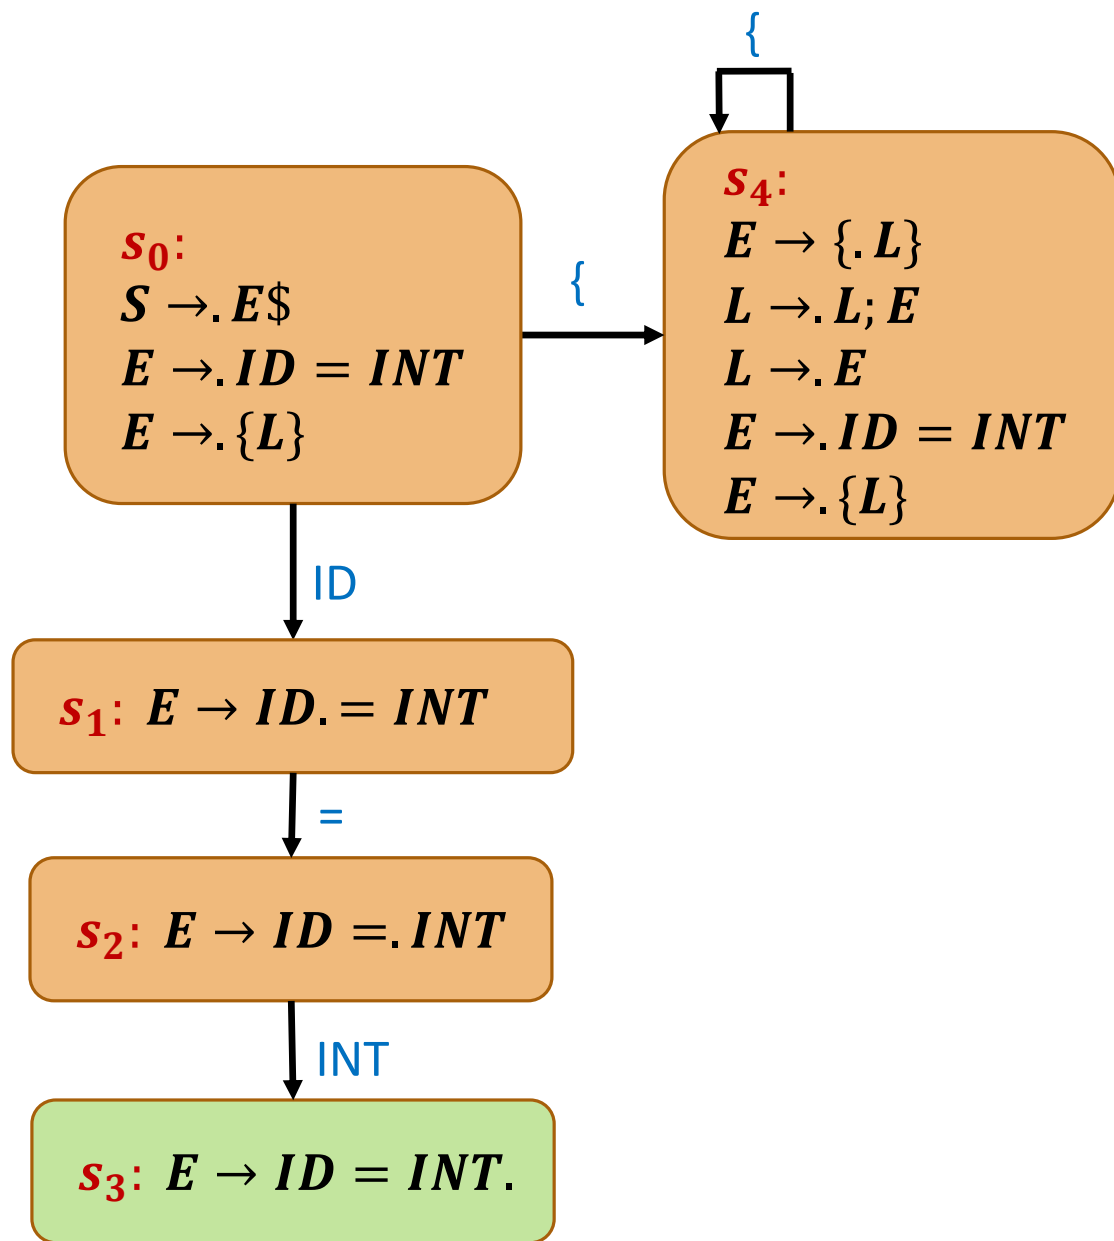 {
s₀:
S → . E$
E → . ID = INT
E → . {L}
{
s₄:
E → {. L}
L → . L; E
L → . E
E → . ID = INT
E → . {L}
ID
s₁: E → ID. = INT
=
s₂: E → ID =. INT
INT
s₃: E → ID = INT.